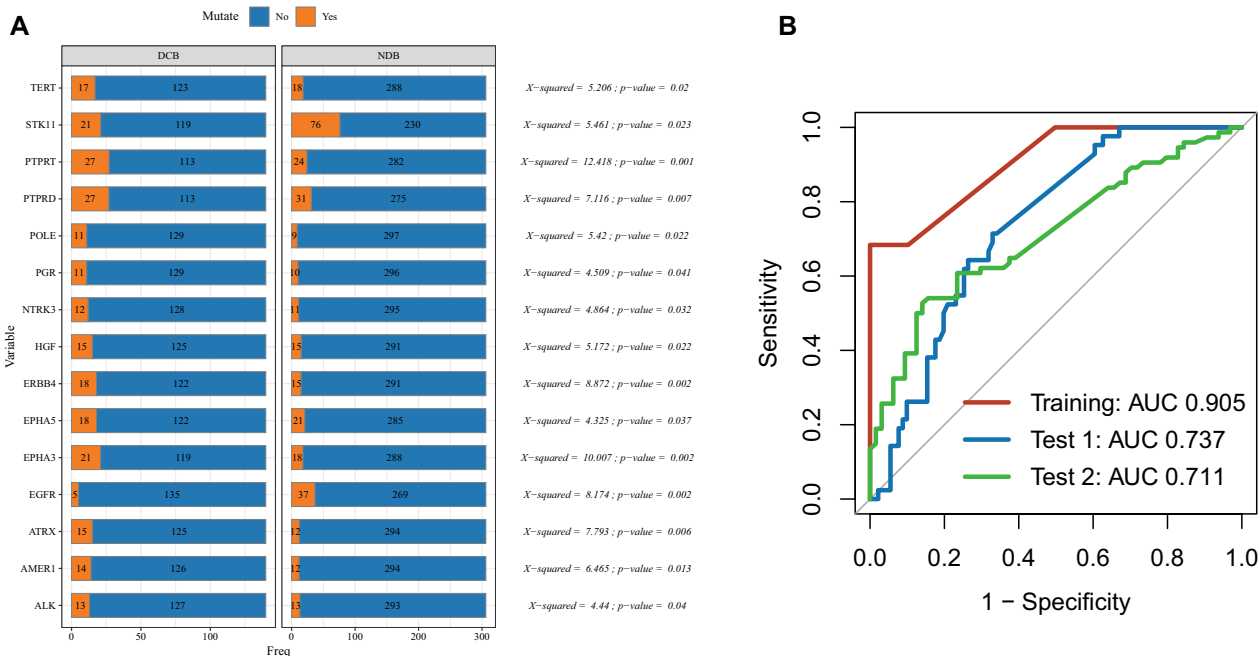 Mutate No Yes
A
DCB NDB
TERT 17 123 18 288 X−squared = 5.206 ; p−value = 0.02
STK11 21 119 76 230 X−squared = 5.461 ; p−value = 0.023
PTPRT 27 113 24 282 X−squared = 12.418 ; p−value = 0.001
PTPRD 27 113 31 275 X−squared = 7.116 ; p−value = 0.007
POLE 11 129 9 297 X−squared = 5.42 ; p−value = 0.022
PGR 11 129 10 296 X−squared = 4.509 ; p−value = 0.041
NTRK3 12 128 11 295 X−squared = 4.864 ; p−value = 0.032
HGF 15 125 15 291 X−squared = 5.172 ; p−value = 0.022
ERBB4 18 122 15 291 X−squared = 8.872 ; p−value = 0.002
EPHA5 18 122 21 285 X−squared = 4.325 ; p−value = 0.037
EPHA3 21 119 18 288 X−squared = 10.007 ; p−value = 0.002
EGFR 5 135 37 269 X−squared = 8.174 ; p−value = 0.002
ATRX 15 125 12 294 X−squared = 7.793 ; p−value = 0.006
AMER1 14 126 12 294 X−squared = 6.465 ; p−value = 0.013
ALK 13 127 13 293 X−squared = 4.44 ; p−value = 0.04
Variable
0 50 100 0 100 200 300
Freq
B
Sensitivity
1.0
0.8
0.6
0.4
0.2
0.0
Training: AUC 0.905
Test 1: AUC 0.737
Test 2: AUC 0.711
0.0 0.2 0.4 0.6 0.8 1.0
1 − Specificity